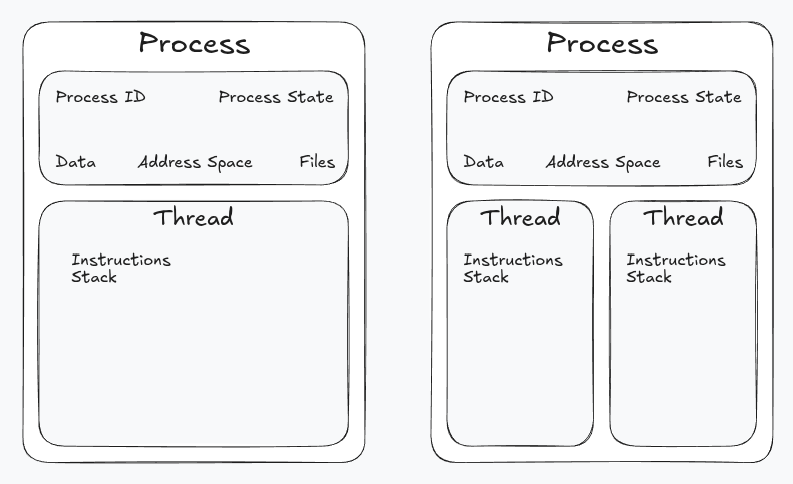 Process
Process ID Process State
Data Address Space Files
Thread
Instructions
Stack
Process
Process ID Process State
Data Address Space Files
Thread
Instructions
Stack
Thread
Instructions
Stack